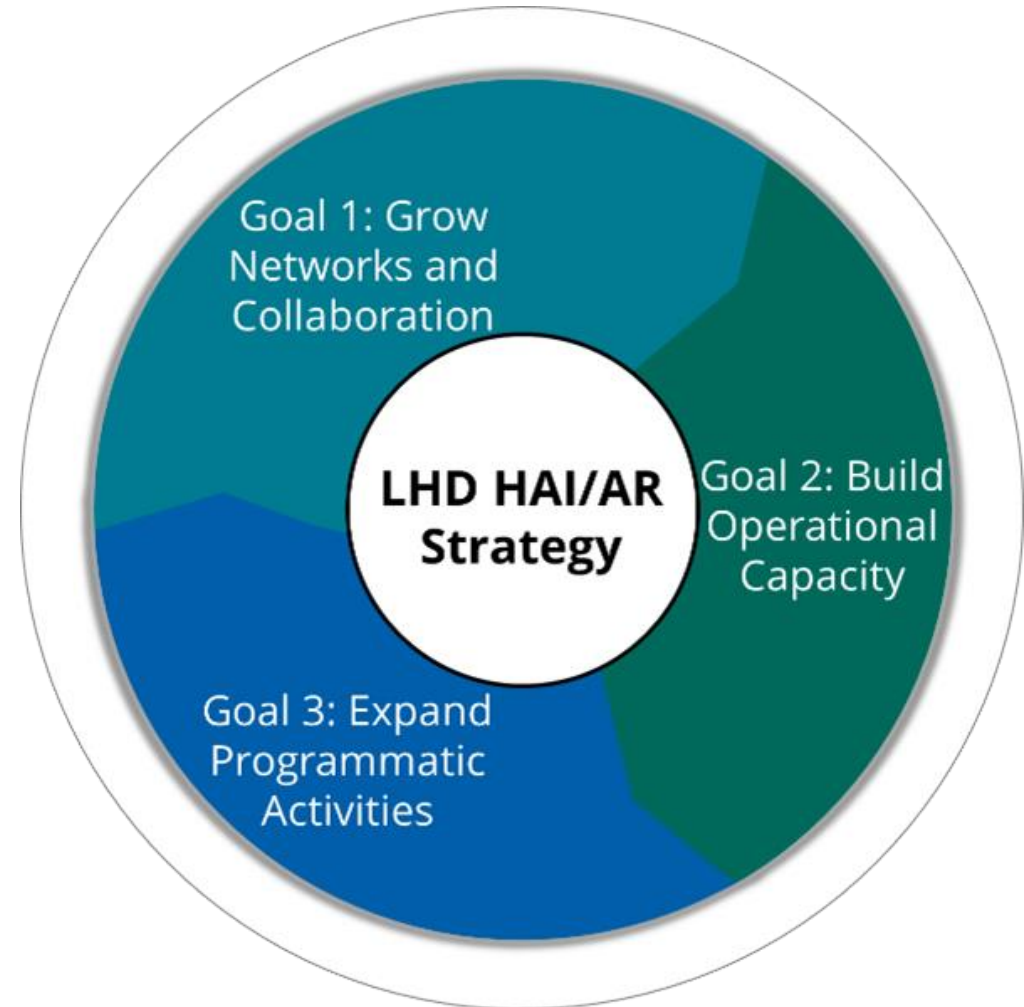 Goal 1: Grow
Networks and
Collaboration
LHD HAI/AR
Strategy
Goal 2: Build
Operational
Capacity
Goal 3: Expand
Programmatic
Activities